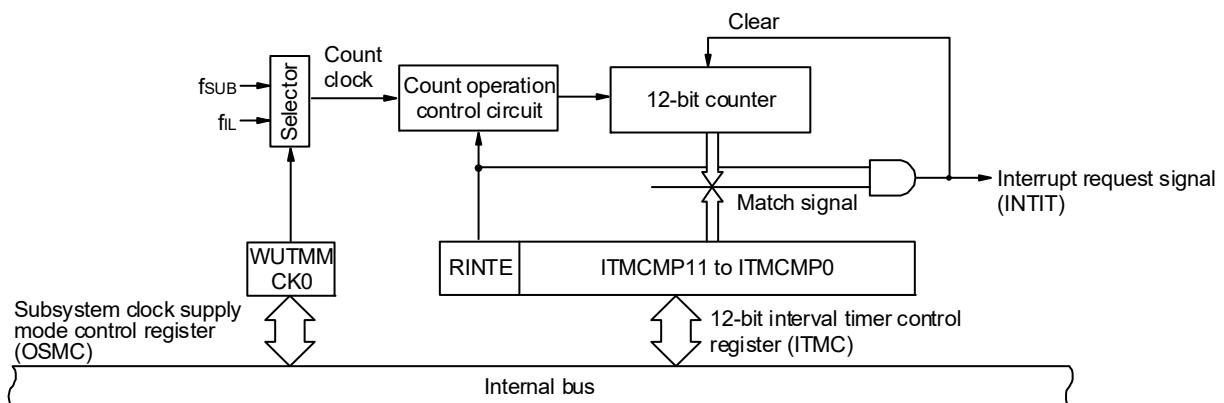 Clear
Count
clock
Selector
fSUB
fIL
Count operation
control circuit
12-bit counter
Match signal
Interrupt request signal
(INTIT)
WUTMM
CK0
RINTE
ITMCMP11 to ITMCMP0
Subsystem clock supply
mode control register
(OSMC)
12-bit interval timer control
register (ITMC)
Internal bus